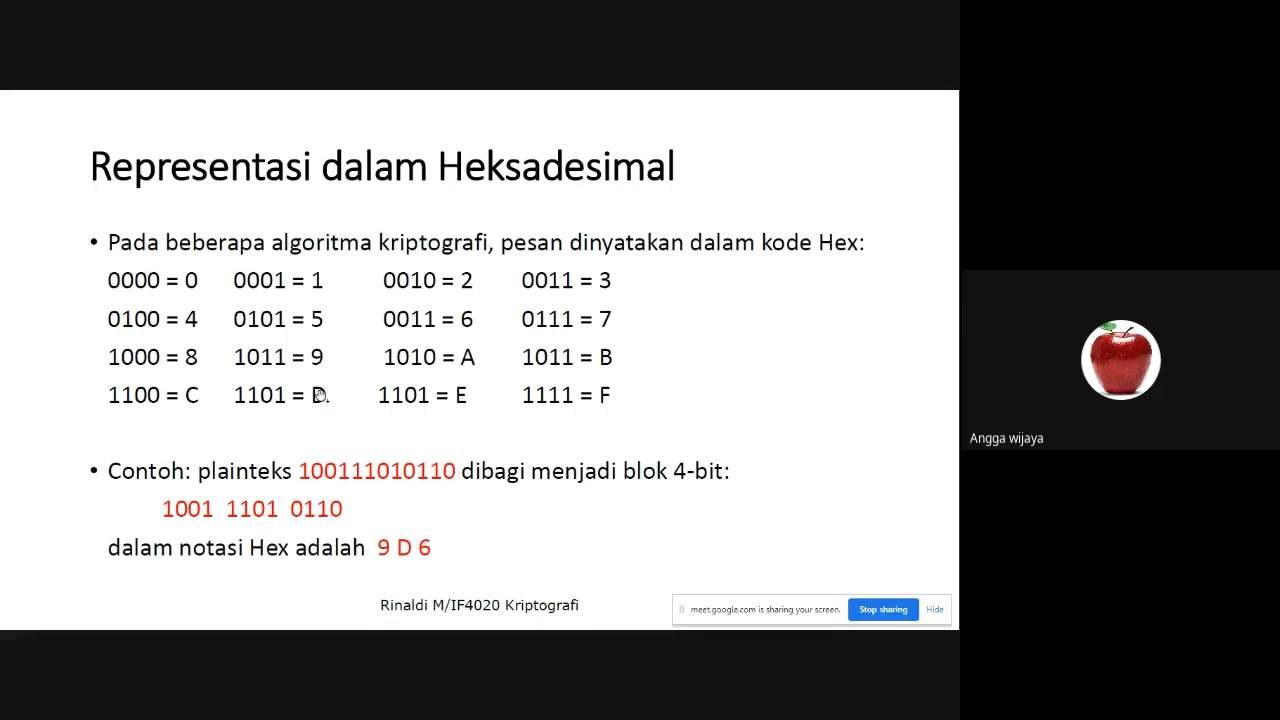 Representasi dalam Heksadesimal
• Pada beberapa algoritma kriptografi, pesan dinyatakan dalam kode Hex:
0000 = 0 0001 = 1 0010 = 2 0011 = 3
0100 = 4 0101 = 5 0011 = 6 0111 = 7
1000 = 8 1011 = 9 1010 = A 1011 = B
1100 = C 1101 = D 1101 = E 1111 = F
• Contoh: plainteks 100111010110 dibagi menjadi blok 4-bit:
1001 1101 0110
dalam notasi Hex adalah 9 D 6
Rinaldi M/IF4020 Kriptografi
meet.google.com is sharing your screen. Stop sharing Hide
Angga wijaya